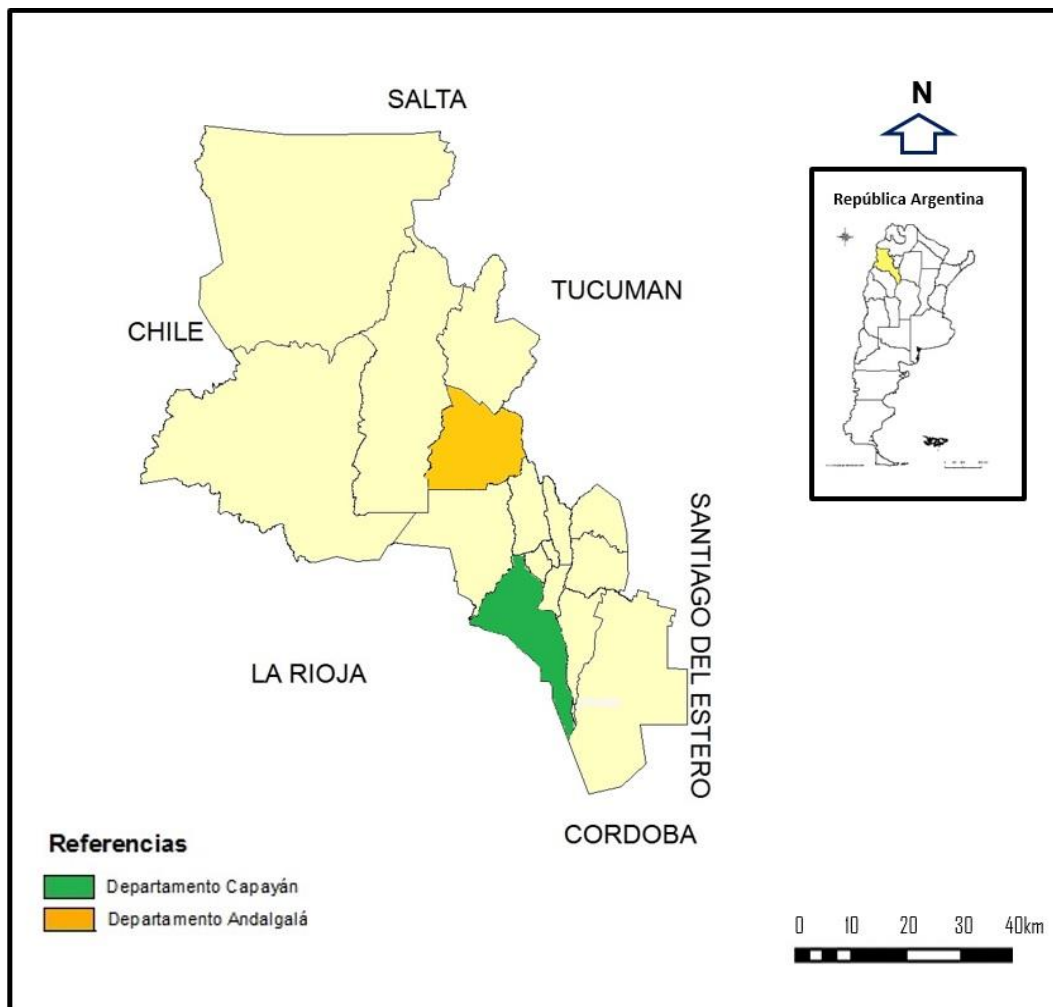 SALTA
N
República Argentina
TUCUMAN
CHILE
SANTIAGO DEL ESTERO
LA RIOJA
CORDOBA
Referencias
Departamento Capayán
Departamento Andalgalá
0 10 20 30 40km